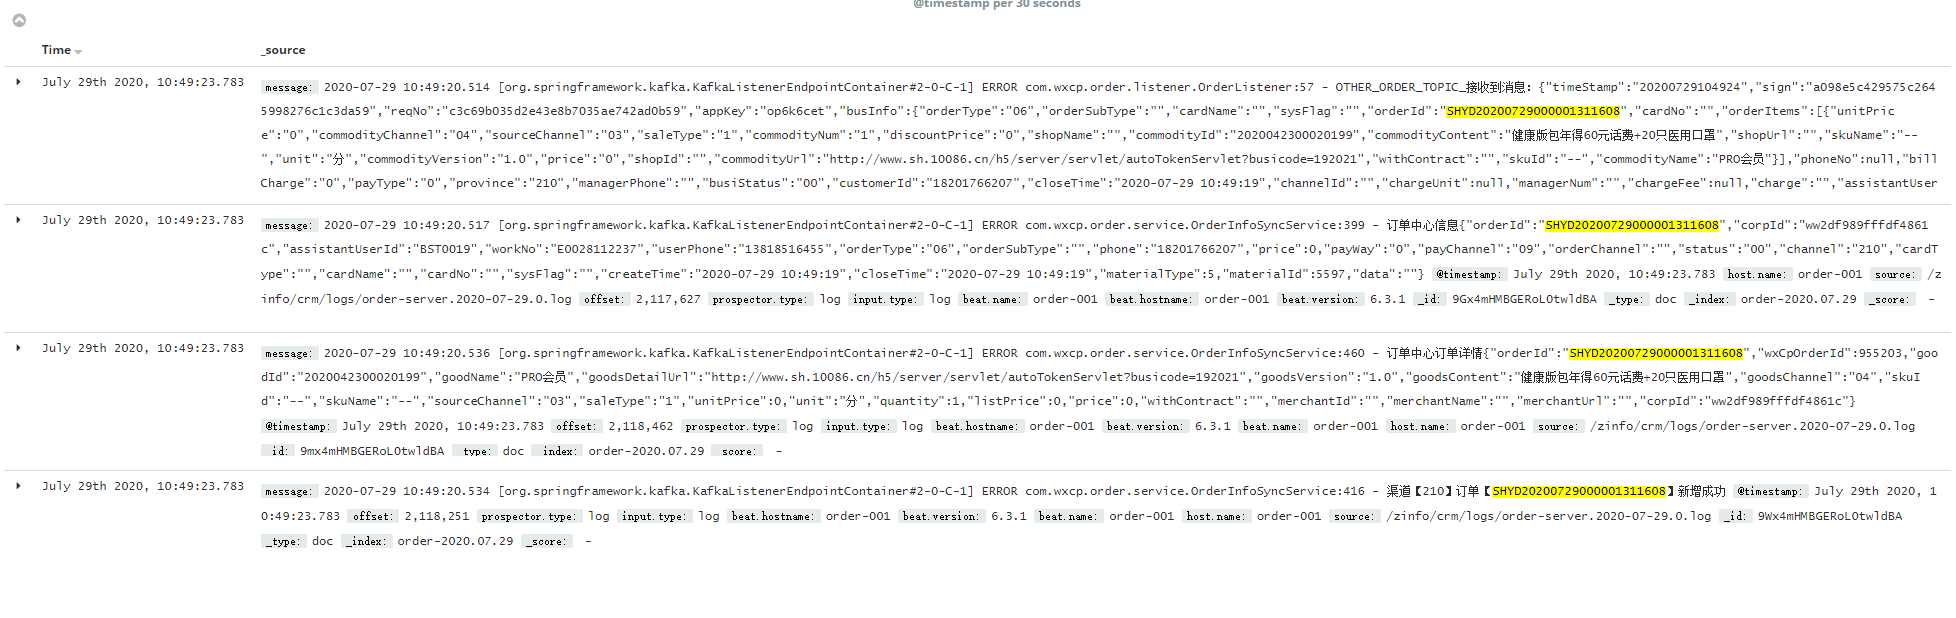 @timestamp per 30 seconds
Time _source
July 29th 2020, 10:49:23.783 message: 2020-07-29 10:49:20.514 [org.springframework.kafka.KafkaListenerEndpointContainer#2-0-C-1] ERROR com.wxcp.order.listener.OrderListener:57 - OTHER_ORDER_TOPIC_接收到消息: {"timeStamp":"20200729104924","sign":"a098e5c429575c264
5998276c1c3da59","reqNo":"c3c69b035d2e43e8b7035ae742ad0b59","appKey":"op6k6cet","busInfo":{"orderType":"06","orderSubType":"","cardName":"","sysFlag":"","orderId":"SHYD20200729000001311608","cardNo":"","orderItems":[{"unitPric
e":"0","commodityChannel":"04","sourceChannel":"03","saleType":"1","commodityNum":"1","discountPrice":"0","shopName":"","commodityId":"2020042300020199","commodityContent":"健康版包年得60元话费+20只医用口罩","shopUrl":"","skuName":"--
","unit":"分","commodityVersion":"1.0","price":"0","shopId":"","commodityUrl":"http://www.sh.10086.cn/h5/server/servlet/autoTokenServlet?busicode=192021","withContract":"","skuId":"--","commodityName":"PRO会员"}],"phoneNo":null,"bill
Charge":"0","payType":"0","province":"210","managerPhone":"","busiStatus":"00","customerId":"18201766207","closeTime":"2020-07-29 10:49:19","channelId":"","chargeUnit":null,"managerNum":"","chargeFee":null,"charge":"","assistantUser
July 29th 2020, 10:49:23.783 message: 2020-07-29 10:49:20.517 [org.springframework.kafka.KafkaListenerEndpointContainer#2-0-C-1] ERROR com.wxcp.order.service.OrderInfoSyncService:399 - 订单中心信息{"orderId":"SHYD20200729000001311608","corpId":"ww2df989fffdf4861
c","assistantUserId":"BST0019","workNo":"E0028112237","userPhone":"13818516455","orderType":"06","orderSubType":"","phone":"18201766207","price":0,"payWay":"0","payChannel":"09","orderChannel":"","status":"00","channel":"210","cardT
ype":"","cardName":"","cardNo":"","sysFlag":"","createTime":"2020-07-29 10:49:19","closeTime":"2020-07-29 10:49:19","materialType":5,"materialId":5597,"data":""} @timestamp: July 29th 2020, 10:49:23.783 host.name: order-001 source: /z
info/crm/logs/order-server.2020-07-29.0.log offset: 2,117,627 prospector.type: log input.type: log beat.name: order-001 beat.hostname: order-001 beat.version: 6.3.1 _id: 9Gx4mHMBGERoLOtwldBA _type: doc _index: order-2020.07.29 _score: -
July 29th 2020, 10:49:23.783 message: 2020-07-29 10:49:20.536 [org.springframework.kafka.KafkaListenerEndpointContainer#2-0-C-1] ERROR com.wxcp.order.service.OrderInfoSyncService:460 - 订单中心订单详情{"orderId":"SHYD20200729000001311608","wxCpOrderId":955203,"goo
dId":"2020042300020199","goodName":"PRO会员","goodsDetailUrl":"http://www.sh.10086.cn/h5/server/servlet/autoTokenServlet?busicode=192021","goodsVersion":"1.0","goodsContent":"健康版包年得60元话费+20只医用口罩","goodsChannel":"04","skuI
d":"--","skuName":"--","sourceChannel":"03","saleType":"1","unitPrice":0,"unit":"分","quantity":1,"listPrice":0,"price":0,"withContract":"","merchantId":"","merchantName":"","merchantUrl":"","corpId":"ww2df989fffdf4861c"}
@timestamp: July 29th 2020, 10:49:23.783 offset: 2,118,462 prospector.type: log input.type: log beat.hostname: order-001 beat.version: 6.3.1 beat.name: order-001 host.name: order-001 source: /zinfo/crm/logs/order-server.2020-07-29.0.log
_id: 9mx4mHMBGERoLOtwldBA _type: doc _index: order-2020.07.29 _score: -
July 29th 2020, 10:49:23.783 message: 2020-07-29 10:49:20.534 [org.springframework.kafka.KafkaListenerEndpointContainer#2-0-C-1] ERROR com.wxcp.order.service.OrderInfoSyncService:416 - 渠道【210】订单【SHYD20200729000001311608】新增成功 @timestamp: July 29th 2020, 1
0:49:23.783 offset: 2,118,251 prospector.type: log input.type: log beat.hostname: order-001 beat.version: 6.3.1 beat.name: order-001 host.name: order-001 source: /zinfo/crm/logs/order-server.2020-07-29.0.log _id: 9Wx4mHMBGERoLOtwldBA
_type: doc _index: order-2020.07.29 _score: -